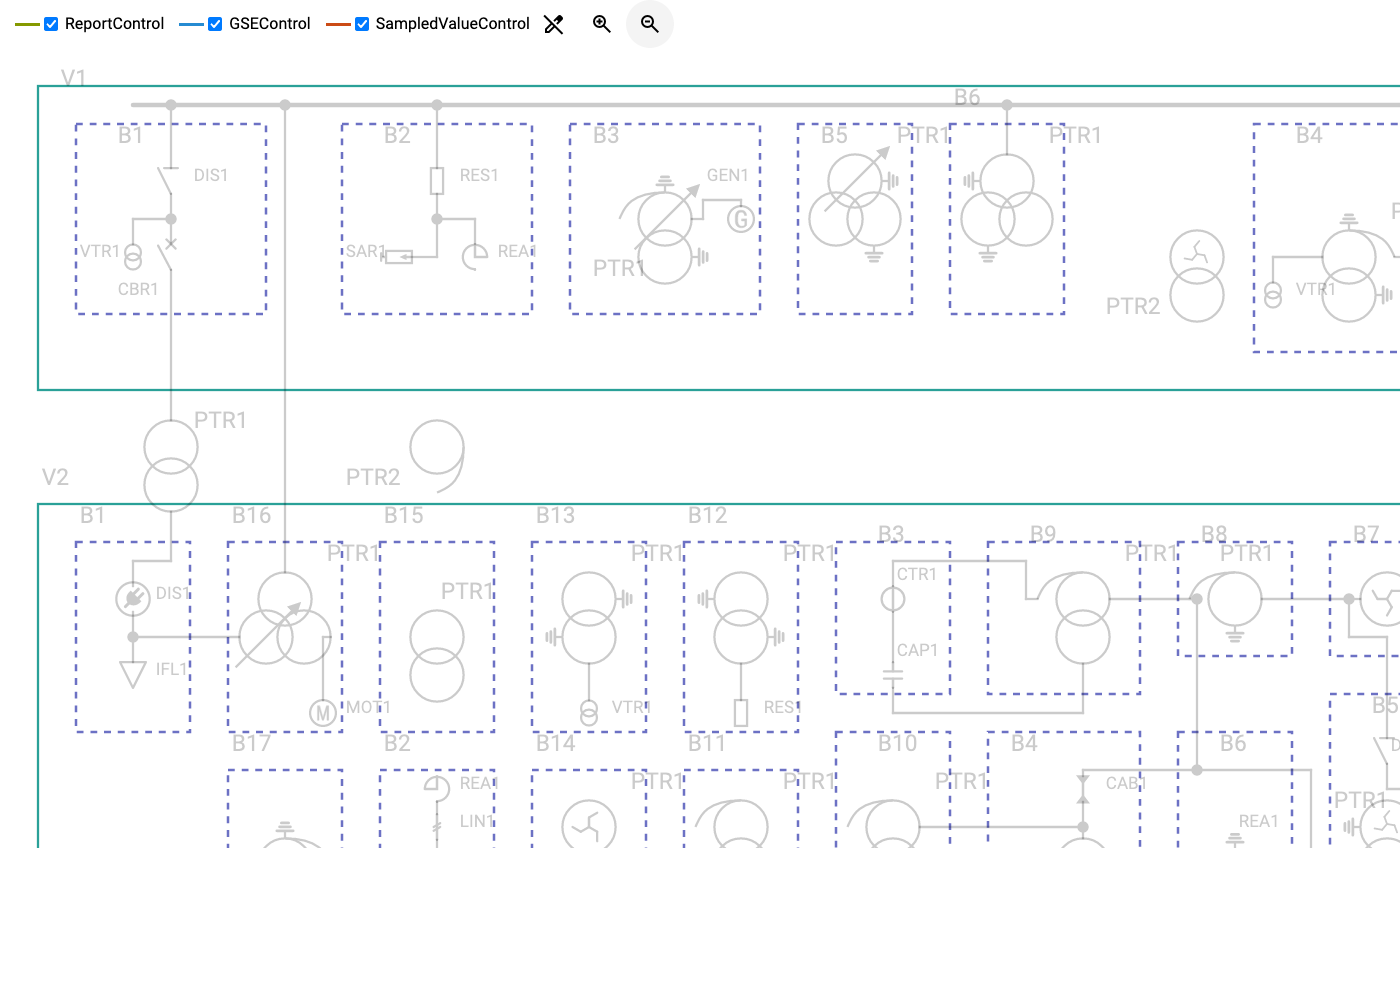 ReportControl GSEControl SampledValueControl
V1
B6
B1 B2 B3 B5 PTR1 PTR1 B4
DIS1 RES1 GEN1
G
VTR1 SAR1 REA1
PTR1
CBR1 VTR1
PTR2
PTR1
V2 PTR2
B1 B16 B15 B13 B12
B3 B9 B8 B7
PTR1 PTR1 PTR1 PTR1 PTR1
CTR1
DIS1 PTR1
CAP1
IFL1
MOT1 VTR1 RES1
M
B5
B17 B2 B14 B11 B10 B4 B6
REA1 PTR1 PTR1 PTR1 CAB1
PTR1
LIN1 REA1